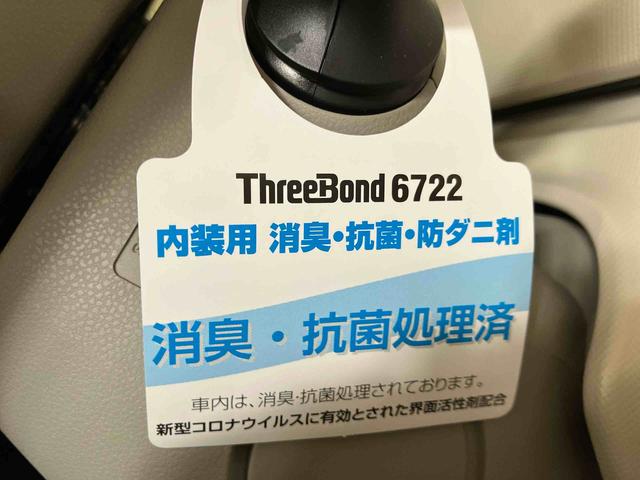 ThreeBond 6722
内装用 消臭・抗菌・防ダニ剤
消臭・抗菌処理済
車内は、消臭・抗菌処理されております。
新型コロナウイルスに有効とされた界面活性剤配合